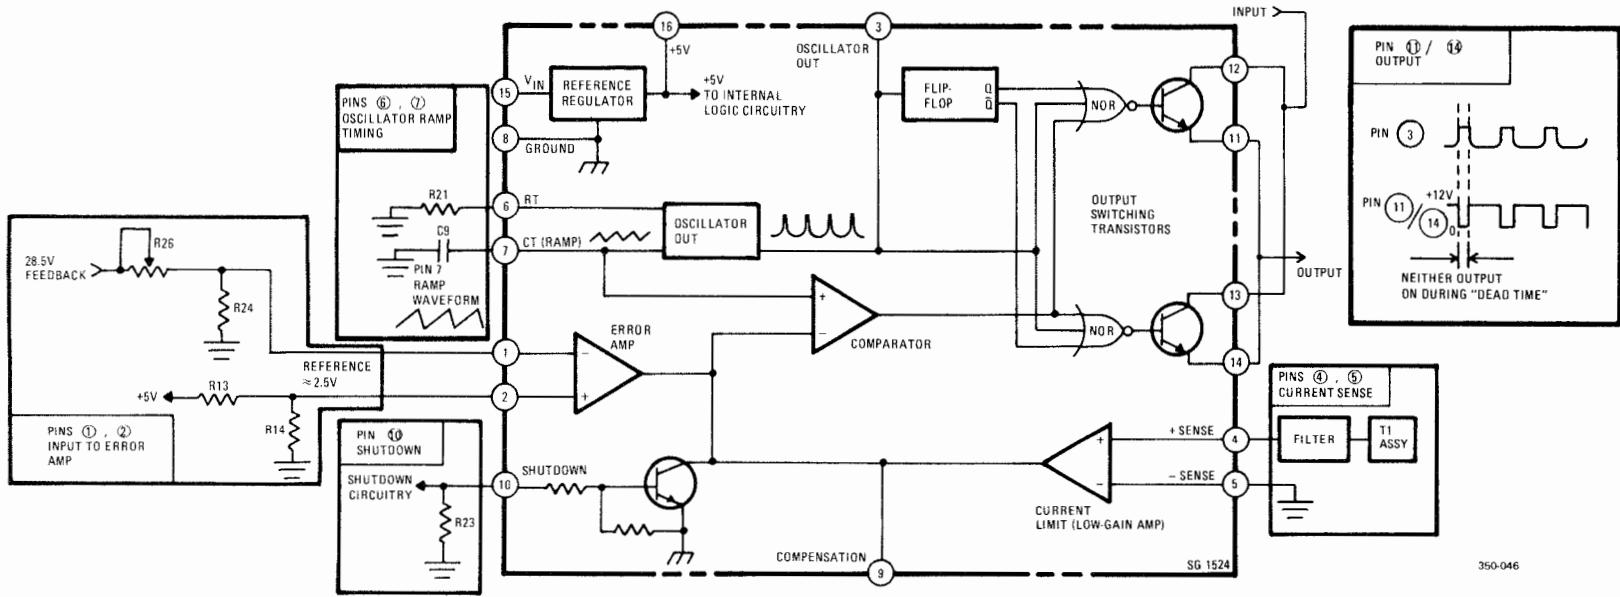 16
+5V
3
OSCILLATOR
OUT
INPUT
15
VIN
REFERENCE
REGULATOR
+5V
TO INTERNAL
LOGIC CIRCUITRY
8
GROUND
FLIP-
FLOP
Q
Q̅
NOR
12
11
PIN ⑪ / ⑭
OUTPUT
PIN 3
+12V
PIN 11 / 14
0
NEITHER OUTPUT
ON DURING "DEAD TIME"
PINS ⑥ , ⑦
OSCILLATOR RAMP
TIMING
R21
6
RT
C9
7
CT (RAMP)
PIN 7
RAMP
WAVEFORM
OSCILLATOR
OUT
OUTPUT
SWITCHING
TRANSISTORS
OUTPUT
28.5V
FEEDBACK
R26
R24
REFERENCE
≈2.5V
+5V
R13
R14
PINS ① , ②
INPUT TO ERROR
AMP
1
2
ERROR
AMP
−
+
+
−
COMPARATOR
NOR
13
14
PINS ④ , ⑤
CURRENT SENSE
FILTER
T1
ASSY
PIN ⑩
SHUTDOWN
SHUTDOWN
CIRCUITRY
R23
10
SHUTDOWN
+ SENSE
4
− SENSE
5
+
−
CURRENT
LIMIT (LOW-GAIN AMP)
COMPENSATION
9
SG 1524
350-046